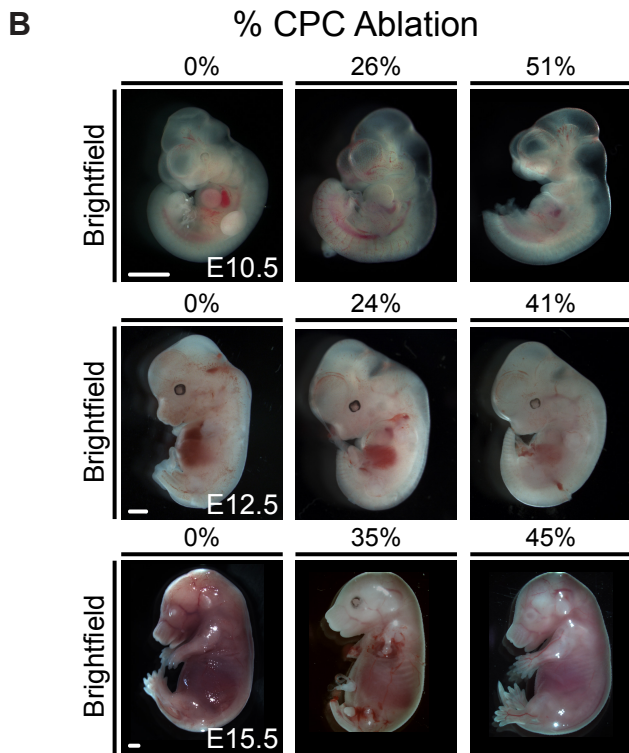 B
% CPC Ablation
0% 26% 51%
Brightfield
E10.5
0% 24% 41%
Brightfield
E12.5
0% 35% 45%
Brightfield
E15.5